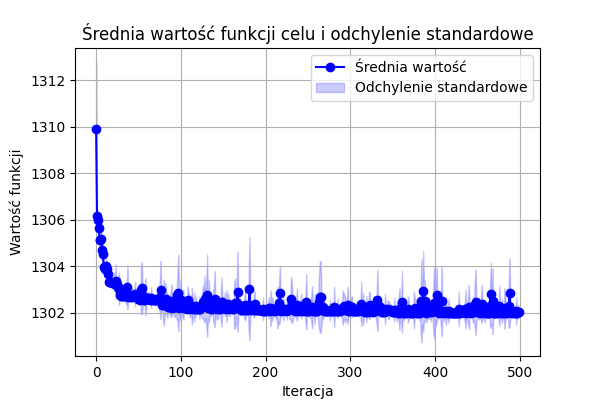 Średnia wartość funkcji celu i odchylenie standardowe
Średnia wartość
Odchylenie standardowe
Wartość funkcji
1312
1310
1308
1306
1304
1302
0 100 200 300 400 500
Iteracja